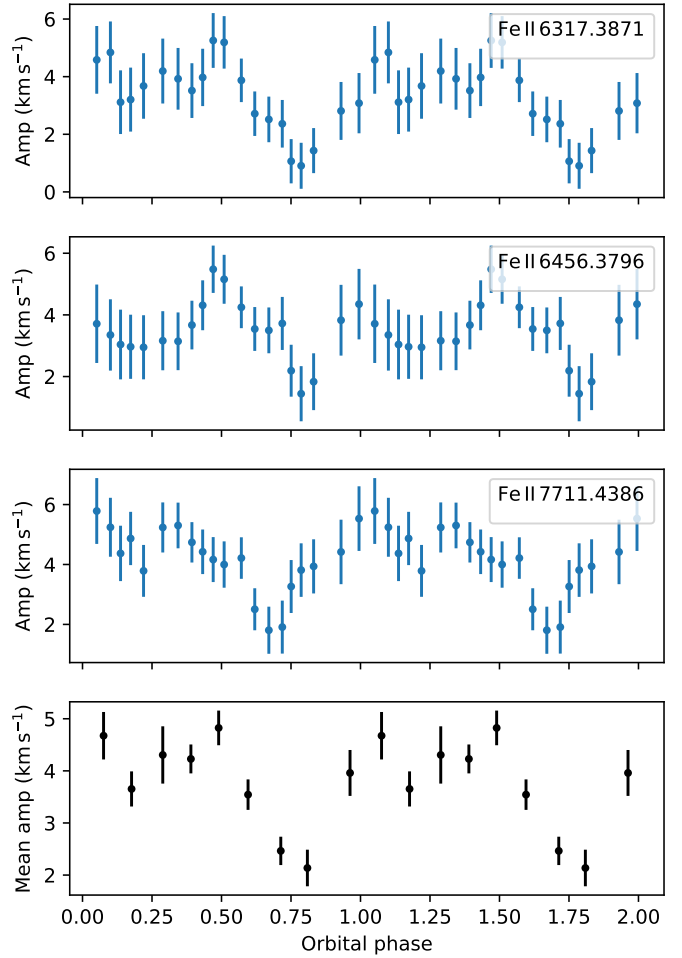 6
4
2
0
Amp (km s⁻¹)
Fe II 6317.3871
6
4
2
Amp (km s⁻¹)
Fe II 6456.3796
6
4
2
Amp (km s⁻¹)
Fe II 7711.4386
5
4
3
2
Mean amp (km s⁻¹)
0.00 0.25 0.50 0.75 1.00 1.25 1.50 1.75 2.00
Orbital phase